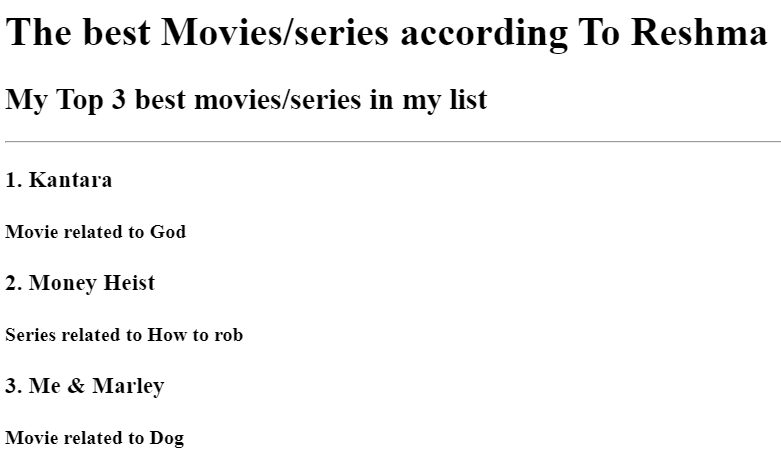 The best Movies/series according To Reshma
My Top 3 best movies/series in my list
1. Kantara
Movie related to God
2. Money Heist
Series related to How to rob
3. Me & Marley
Movie related to Dog